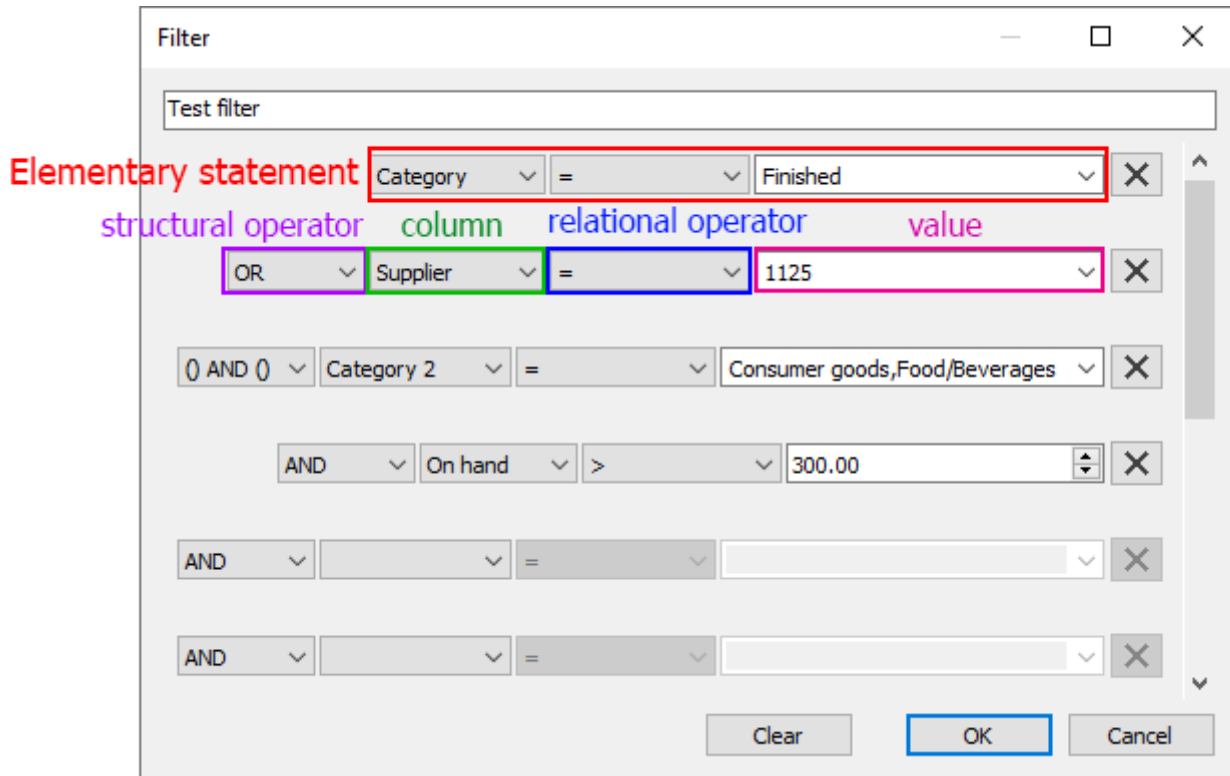 Filter
Test filter
Elementary statement Category = Finished
structural operator column relational operator value
OR Supplier = 1125
() AND () Category 2 = Consumer goods,Food/Beverages
AND On hand > 300.00
AND =
AND =
Clear OK Cancel